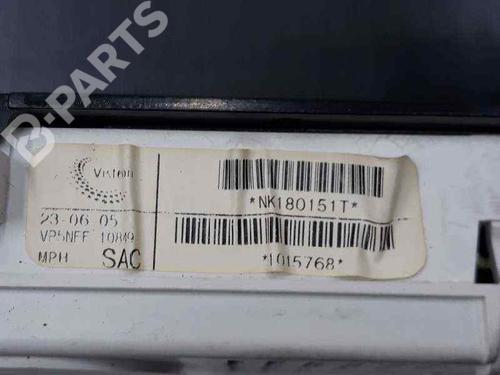 B-PARTS
Visteon
*NK180151T*
23-06 05
VP5NFF 10849
MPH SAC
*1015768*